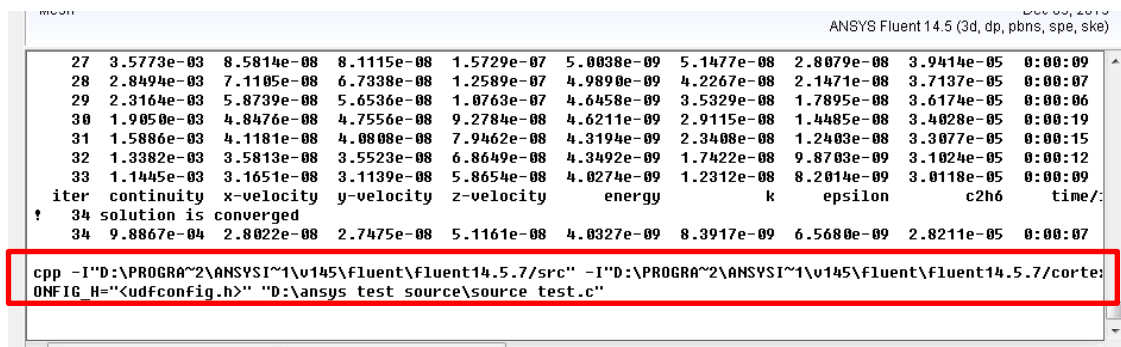 ANSYS Fluent 14.5 (3d, dp, pbns, spe, ske)
27 3.5773e-03 8.5814e-08 8.1115e-08 1.5729e-07 5.0038e-09 5.1477e-08 2.8079e-08 3.9414e-05 0:00:09
28 2.8494e-03 7.1105e-08 6.7338e-08 1.2589e-07 4.9890e-09 4.2267e-08 2.1471e-08 3.7137e-05 0:00:07
29 2.3164e-03 5.8739e-08 5.6536e-08 1.0763e-07 4.6458e-09 3.5329e-08 1.7895e-08 3.6174e-05 0:00:06
30 1.9050e-03 4.8476e-08 4.7556e-08 9.2784e-08 4.6211e-09 2.9115e-08 1.4485e-08 3.4028e-05 0:00:19
31 1.5886e-03 4.1181e-08 4.0808e-08 7.9462e-08 4.3194e-09 2.3408e-08 1.2403e-08 3.3077e-05 0:00:15
32 1.3382e-03 3.5813e-08 3.5523e-08 6.8649e-08 4.3492e-09 1.7422e-08 9.8703e-09 3.1024e-05 0:00:12
33 1.1445e-03 3.1651e-08 3.1139e-08 5.8654e-08 4.0274e-09 1.2312e-08 8.2014e-09 3.0118e-05 0:00:09
iter continuity x-velocity y-velocity z-velocity energy k epsilon c2h6 time/:
! 34 solution is converged
34 9.8867e-04 2.8022e-08 2.7475e-08 5.1161e-08 4.0327e-09 8.3917e-09 6.5680e-09 2.8211e-05 0:00:07
cpp -I"D:\PROGRA~2\ANSYSI~1\v145\fluent\fluent14.5.7/src" -I"D:\PROGRA~2\ANSYSI~1\v145\fluent\fluent14.5.7/cortex
ONFIG_H="<udfconfig.h>" "D:\ansys test source\source test.c"